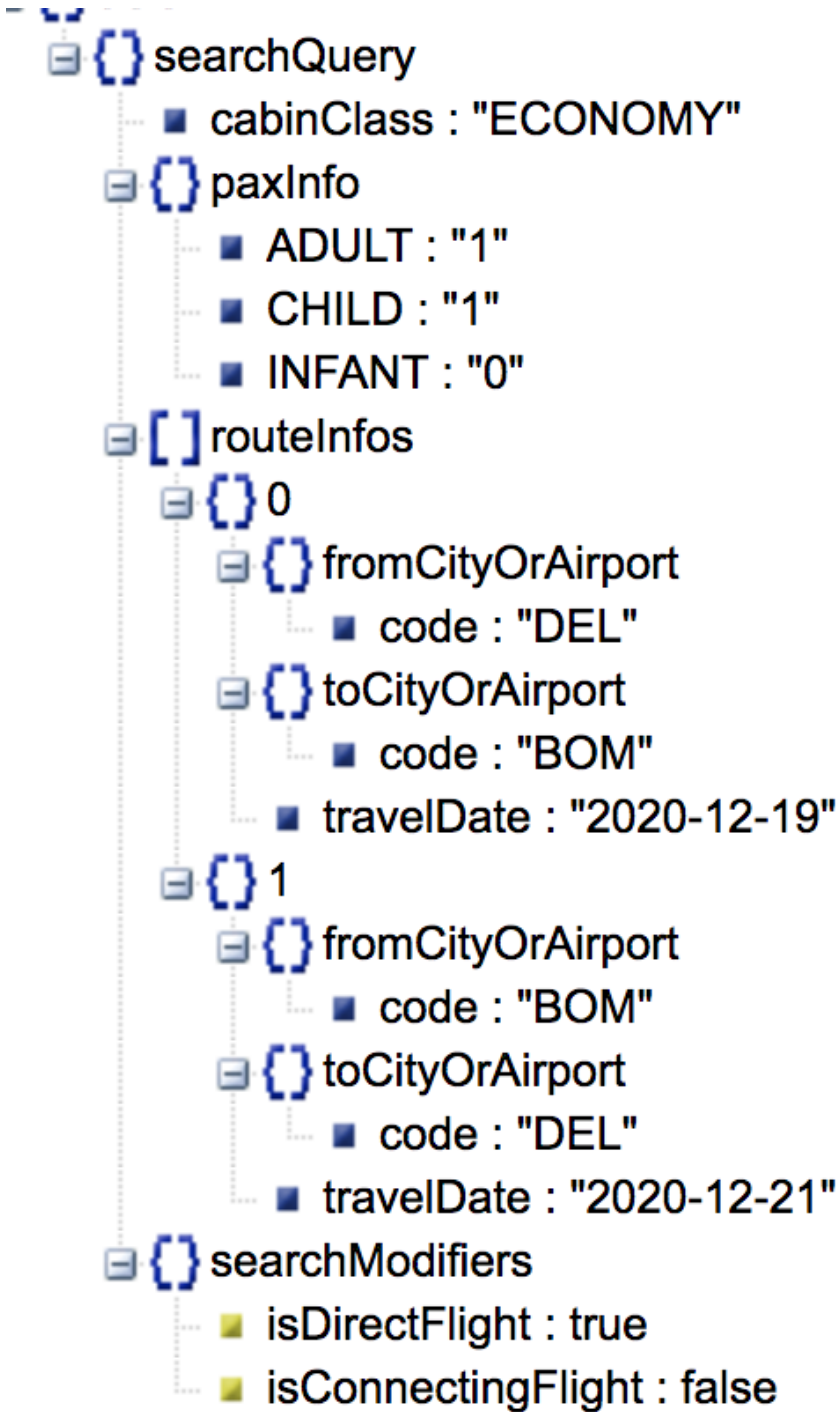 {} searchQuery
cabinClass : "ECONOMY"
{} paxInfo
ADULT : "1"
CHILD : "1"
INFANT : "0"
[] routeInfos
{} 0
{} fromCityOrAirport
code : "DEL"
{} toCityOrAirport
code : "BOM"
travelDate : "2020-12-19"
{} 1
{} fromCityOrAirport
code : "BOM"
{} toCityOrAirport
code : "DEL"
travelDate : "2020-12-21"
{} searchModifiers
isDirectFlight : true
isConnectingFlight : false